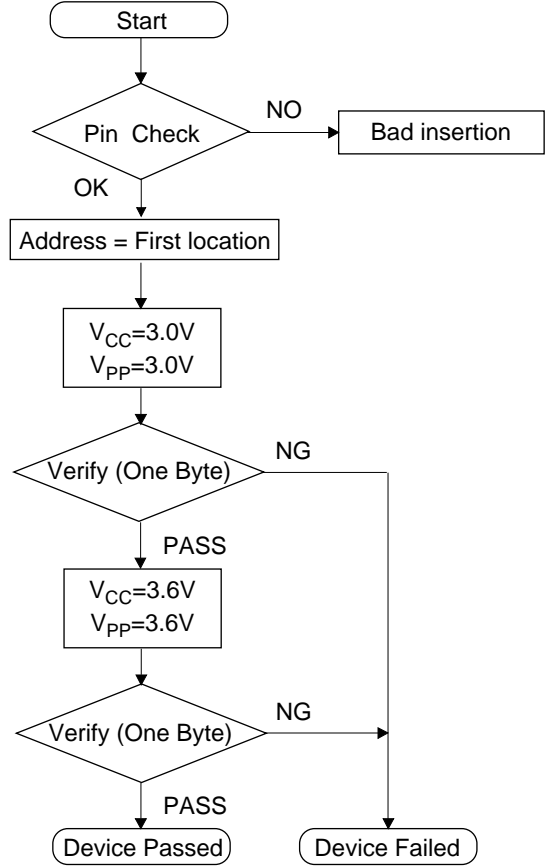 Start
Pin Check
NO
Bad insertion
OK
Address = First location
VCC=3.0V
VPP=3.0V
Verify (One Byte)
NG
PASS
VCC=3.6V
VPP=3.6V
Verify (One Byte)
NG
PASS
Device Passed
Device Failed